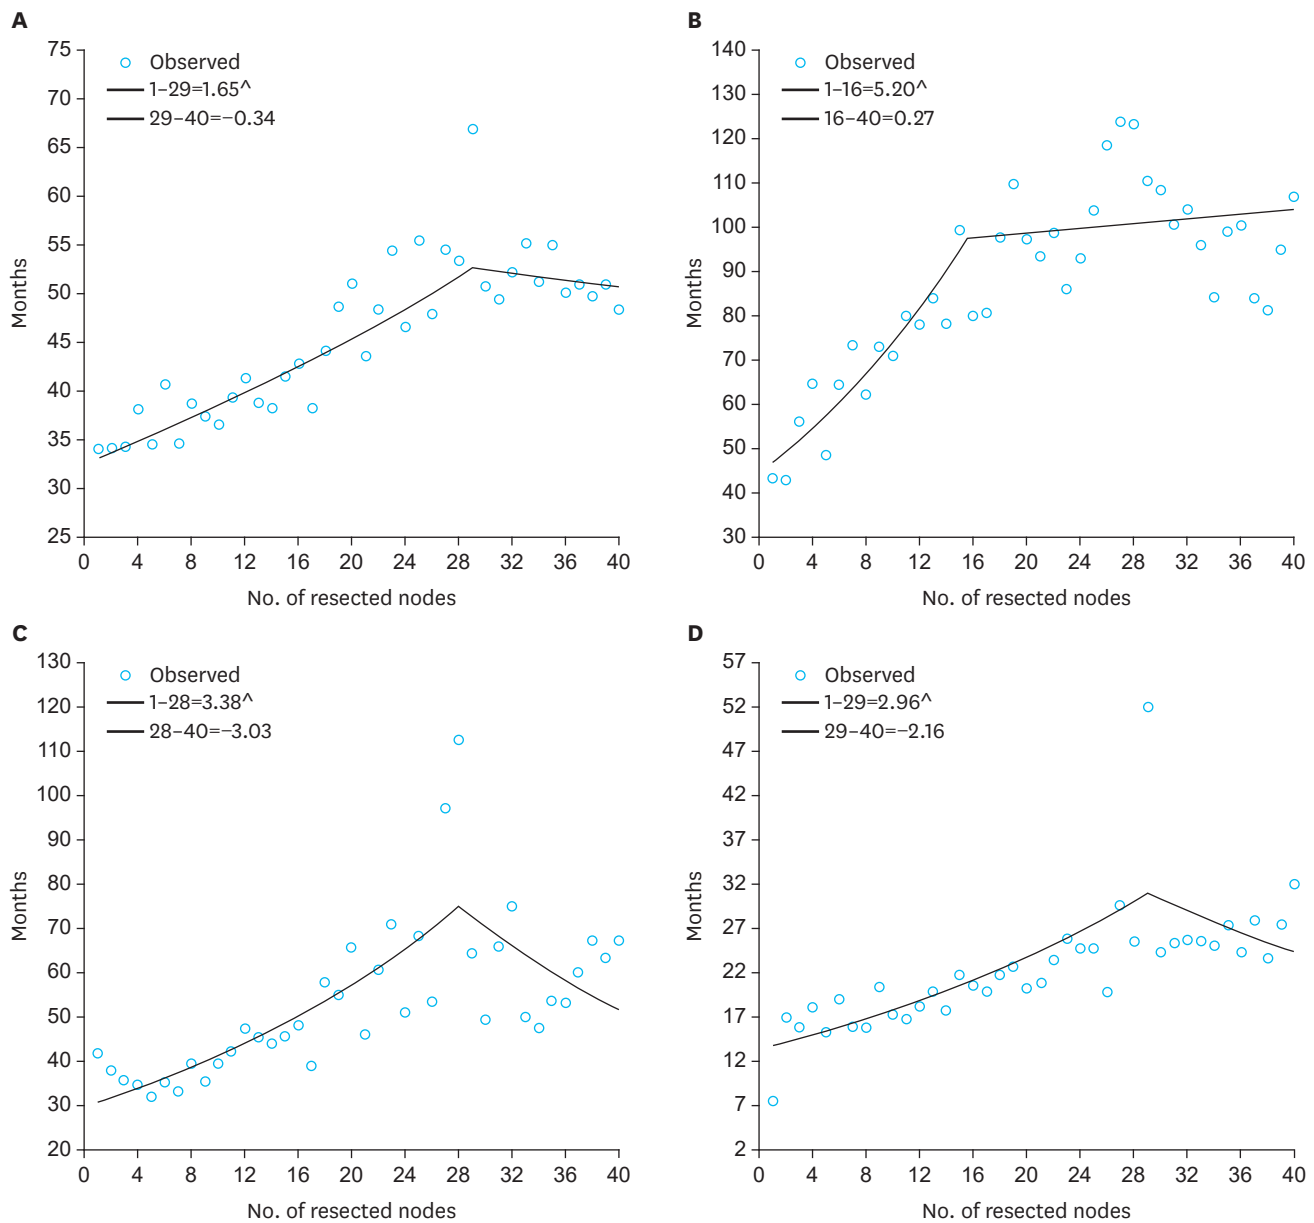 A
75
70
65
60
55
50
45
40
35
30
25
Months
Observed
1–29=1.65^
29–40=−0.34
0 4 8 12 16 20 24 28 32 36 40
No. of resected nodes
B
140
130
120
110
100
90
80
70
60
50
40
30
Months
Observed
1–16=5.20^
16–40=0.27
0 4 8 12 16 20 24 28 32 36 40
No. of resected nodes
C
130
120
110
100
90
80
70
60
50
40
30
20
Months
Observed
1–28=3.38^
28–40=−3.03
0 4 8 12 16 20 24 28 32 36 40
No. of resected nodes
D
57
52
47
42
37
32
27
22
17
12
7
2
Months
Observed
1–29=2.96^
29–40=−2.16
0 4 8 12 16 20 24 28 32 36 40
No. of resected nodes